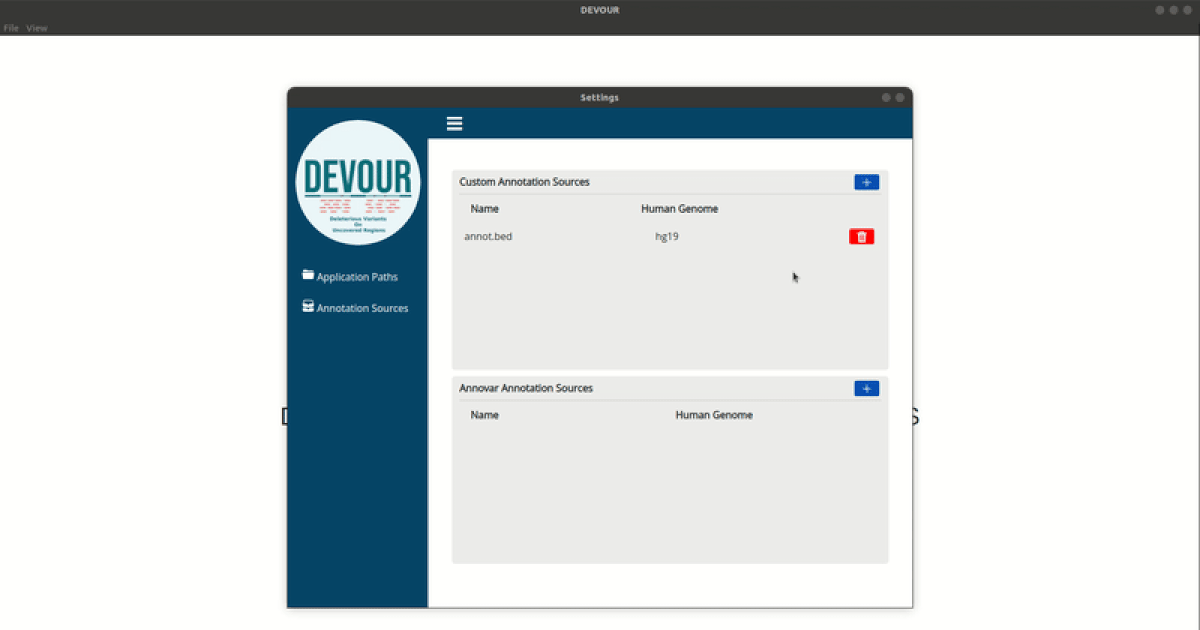 DEVOUR
File View
Settings
DEVOUR
Deleterious Variants
On
Uncovered Regions
Application Paths
Annotation Sources
Custom Annotation Sources
Name Human Genome
annot.bed hg19
Annovar Annotation Sources
Name Human Genome
S